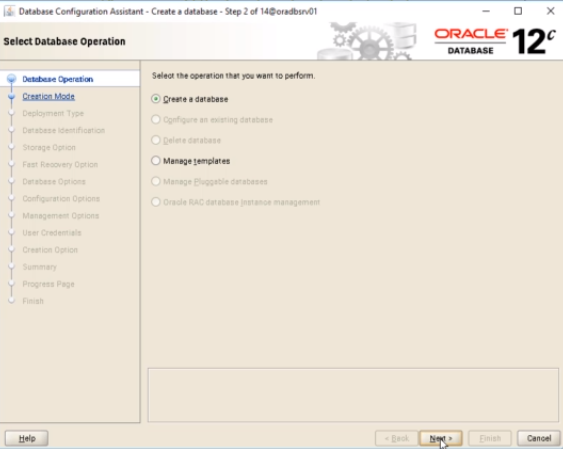 Database Configuration Assistant - Create a database - Step 2 of 14@oradbsrv01
Select Database Operation
ORACLE
DATABASE
12c
Database Operation
Creation Mode
Deployment Type
Database Identification
Storage Option
Fast Recovery Option
Database Options
Configuration Options
Management Options
User Credentials
Creation Option
Summary
Progress Page
Finish
Select the operation that you want to perform.
Create a database
Configure an existing database
Delete database
Manage templates
Manage Pluggable databases
Oracle RAC database instance management
Help
< Back
Next >
Finish
Cancel